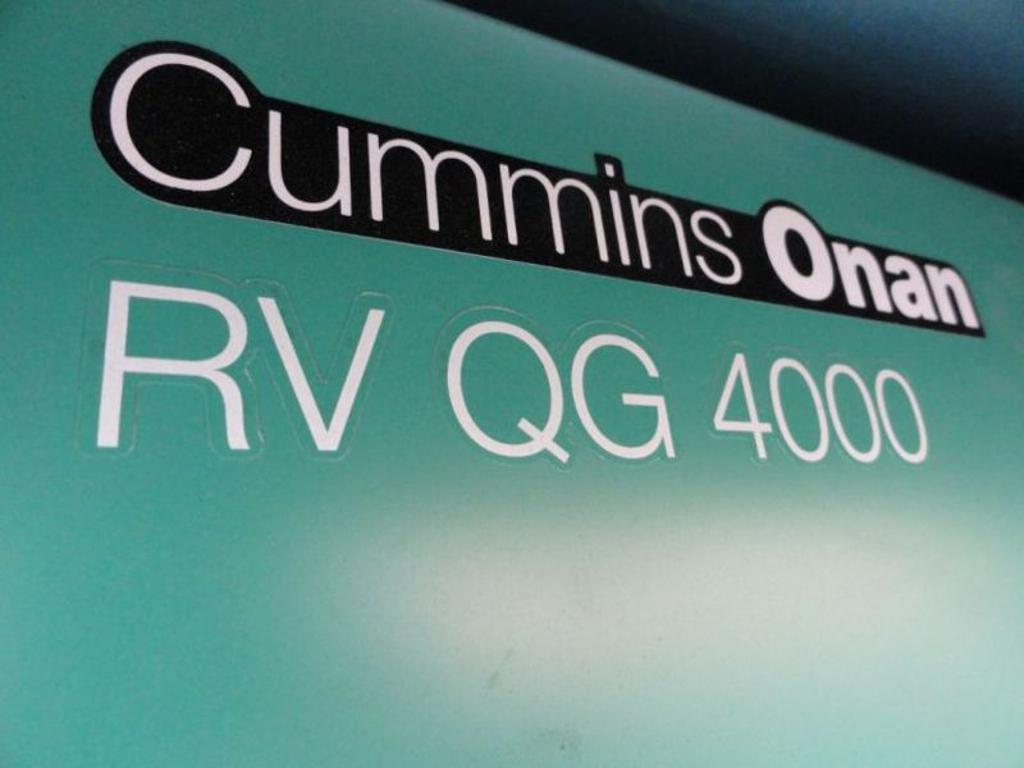 Cummins Onan
RV QG 4000